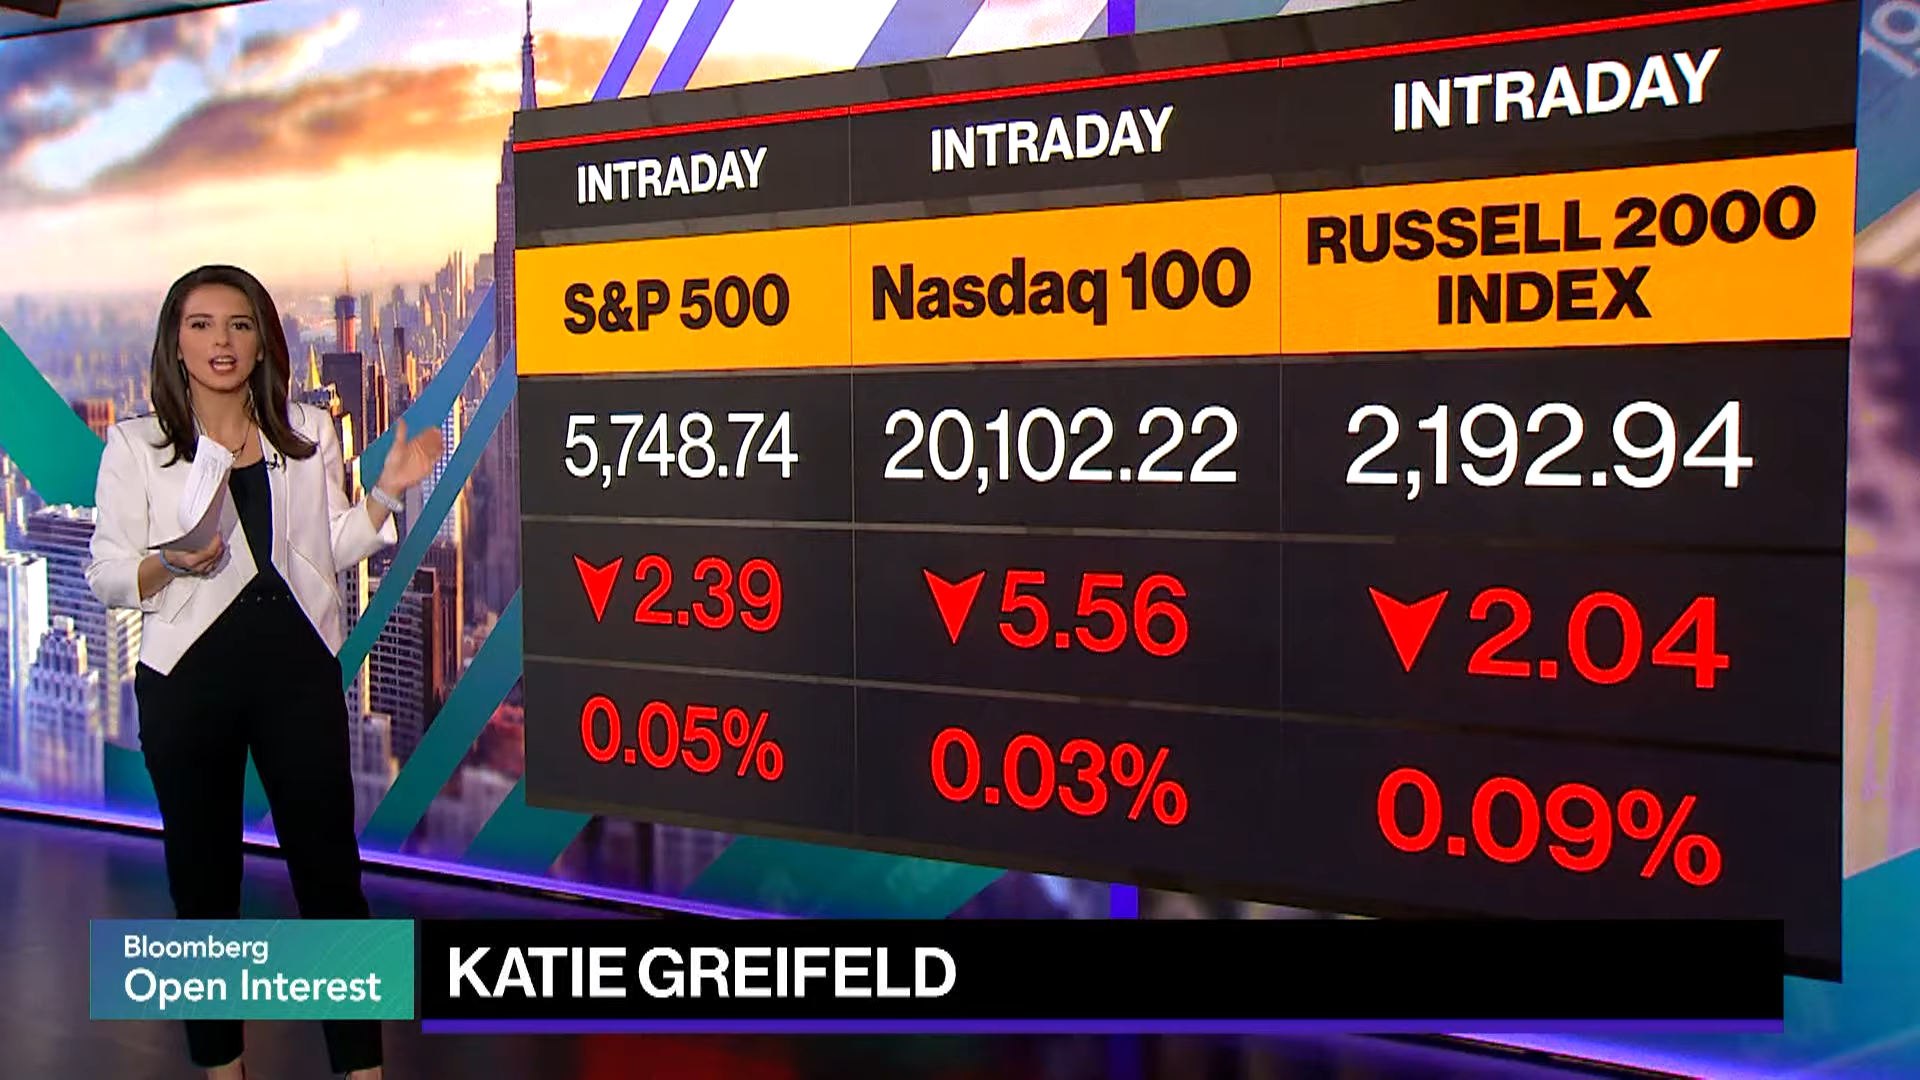 INTRADAY
INTRADAY
INTRADAY
S&P 500
Nasdaq 100
RUSSELL 2000
INDEX
5,748.74
20,102.22
2,192.94
2.39
5.56
2.04
0.05%
0.03%
0.09%
Bloomberg
Open Interest
KATIE GREIFELD